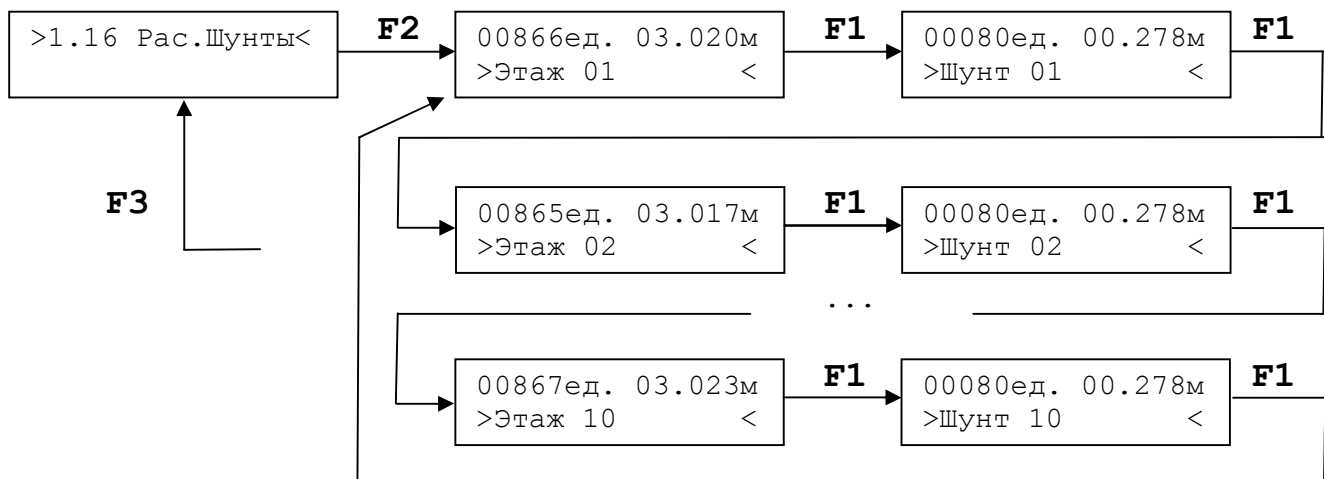 >1.16 Рас.Шунты<
F2
00866ед. 03.020м
>Этаж 01 <
F1
00080ед. 00.278м
>Шунт 01 <
F1
F3
00865ед. 03.017м
>Этаж 02 <
F1
00080ед. 00.278м
>Шунт 02 <
F1
...
00867ед. 03.023м
>Этаж 10 <
F1
00080ед. 00.278м
>Шунт 10 <
F1